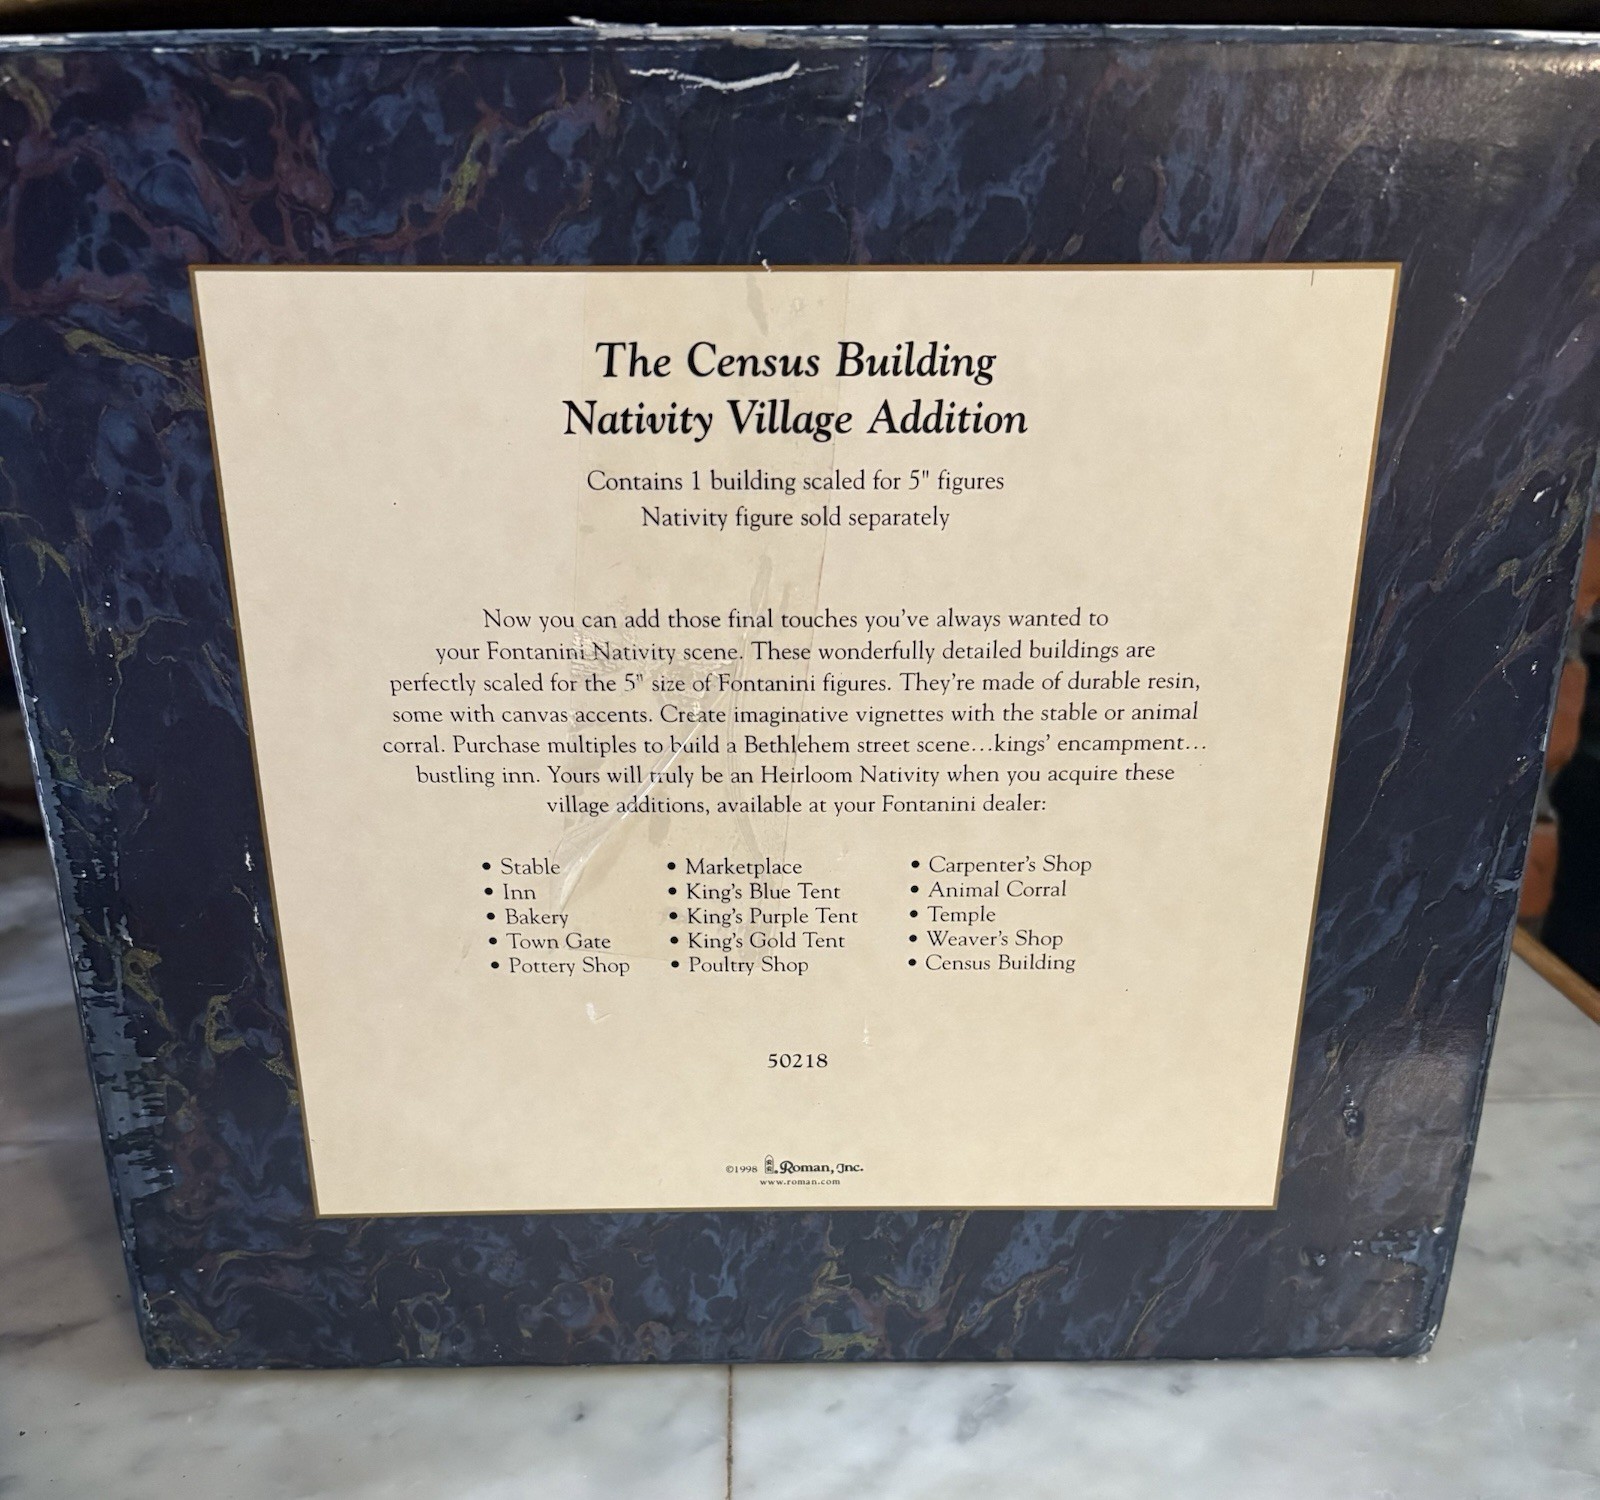 The Census Building
Nativity Village Addition
Contains 1 building scaled for 5" figures
Nativity figure sold separately
Now you can add those final touches you've always wanted to
your Fontanini Nativity scene. These wonderfully detailed buildings are
perfectly scaled for the 5" size of Fontanini figures. They're made of durable resin,
some with canvas accents. Create imaginative vignettes with the stable or animal
corral. Purchase multiples to build a Bethlehem street scene...kings' encampment...
bustling inn. Yours will truly be an Heirloom Nativity when you acquire these
village additions, available at your Fontanini dealer:
• Stable
• Inn
• Bakery
• Town Gate
• Pottery Shop
• Marketplace
• King's Blue Tent
• King's Purple Tent
• King's Gold Tent
• Poultry Shop
• Carpenter's Shop
• Animal Corral
• Temple
• Weaver's Shop
• Census Building
50218
©1998 Roman, Inc.
www.roman.com